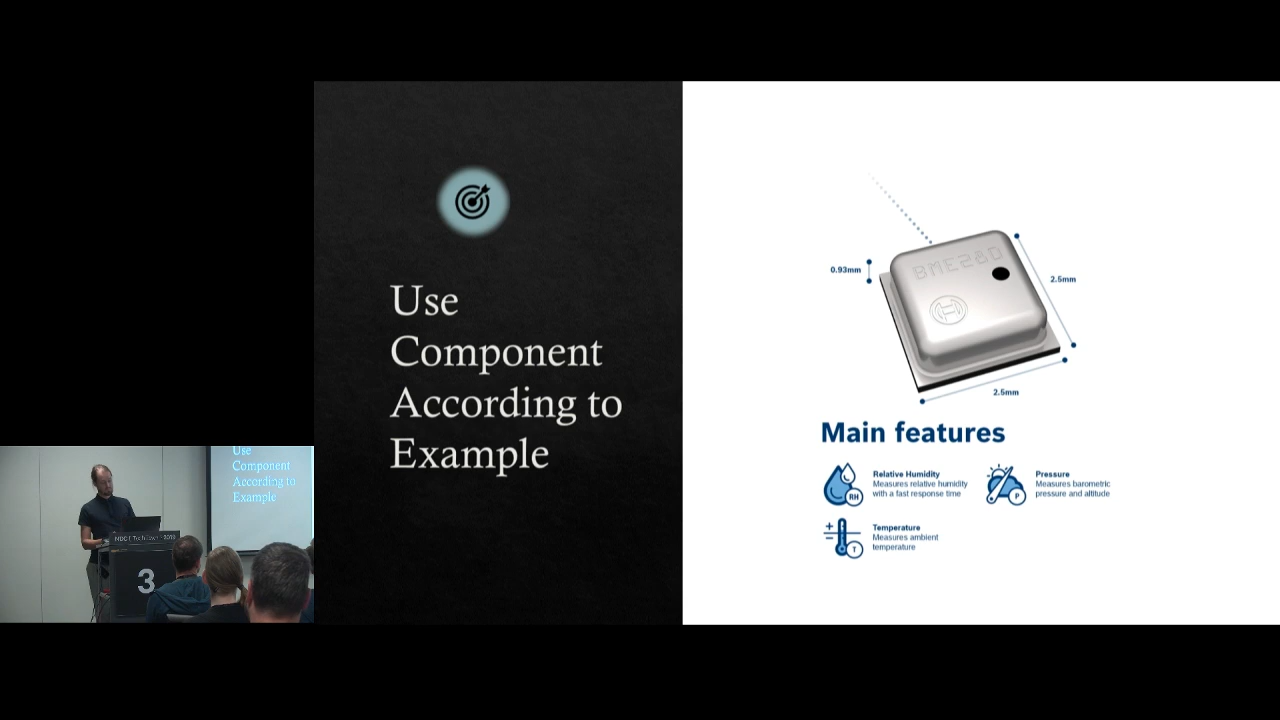 Use
Component
According to
Example
BME280
0.93mm
2.5mm
2.5mm
Main features
Relative Humidity
Measures relative humidity
with a fast response time
RH
Pressure
Measures barometric
pressure and altitude
P
Temperature
Measures ambient
temperature
T
Use
Component
According to
Example
3